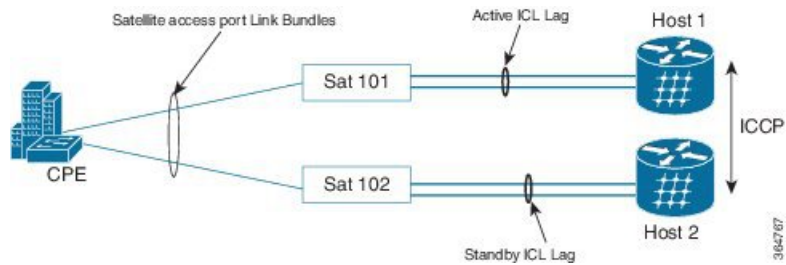 Satellite access port Link Bundles
Active ICL Lag
Host 1
Sat 101
ICCP
CPE
Sat 102
Host 2
Standby ICL Lag
364767